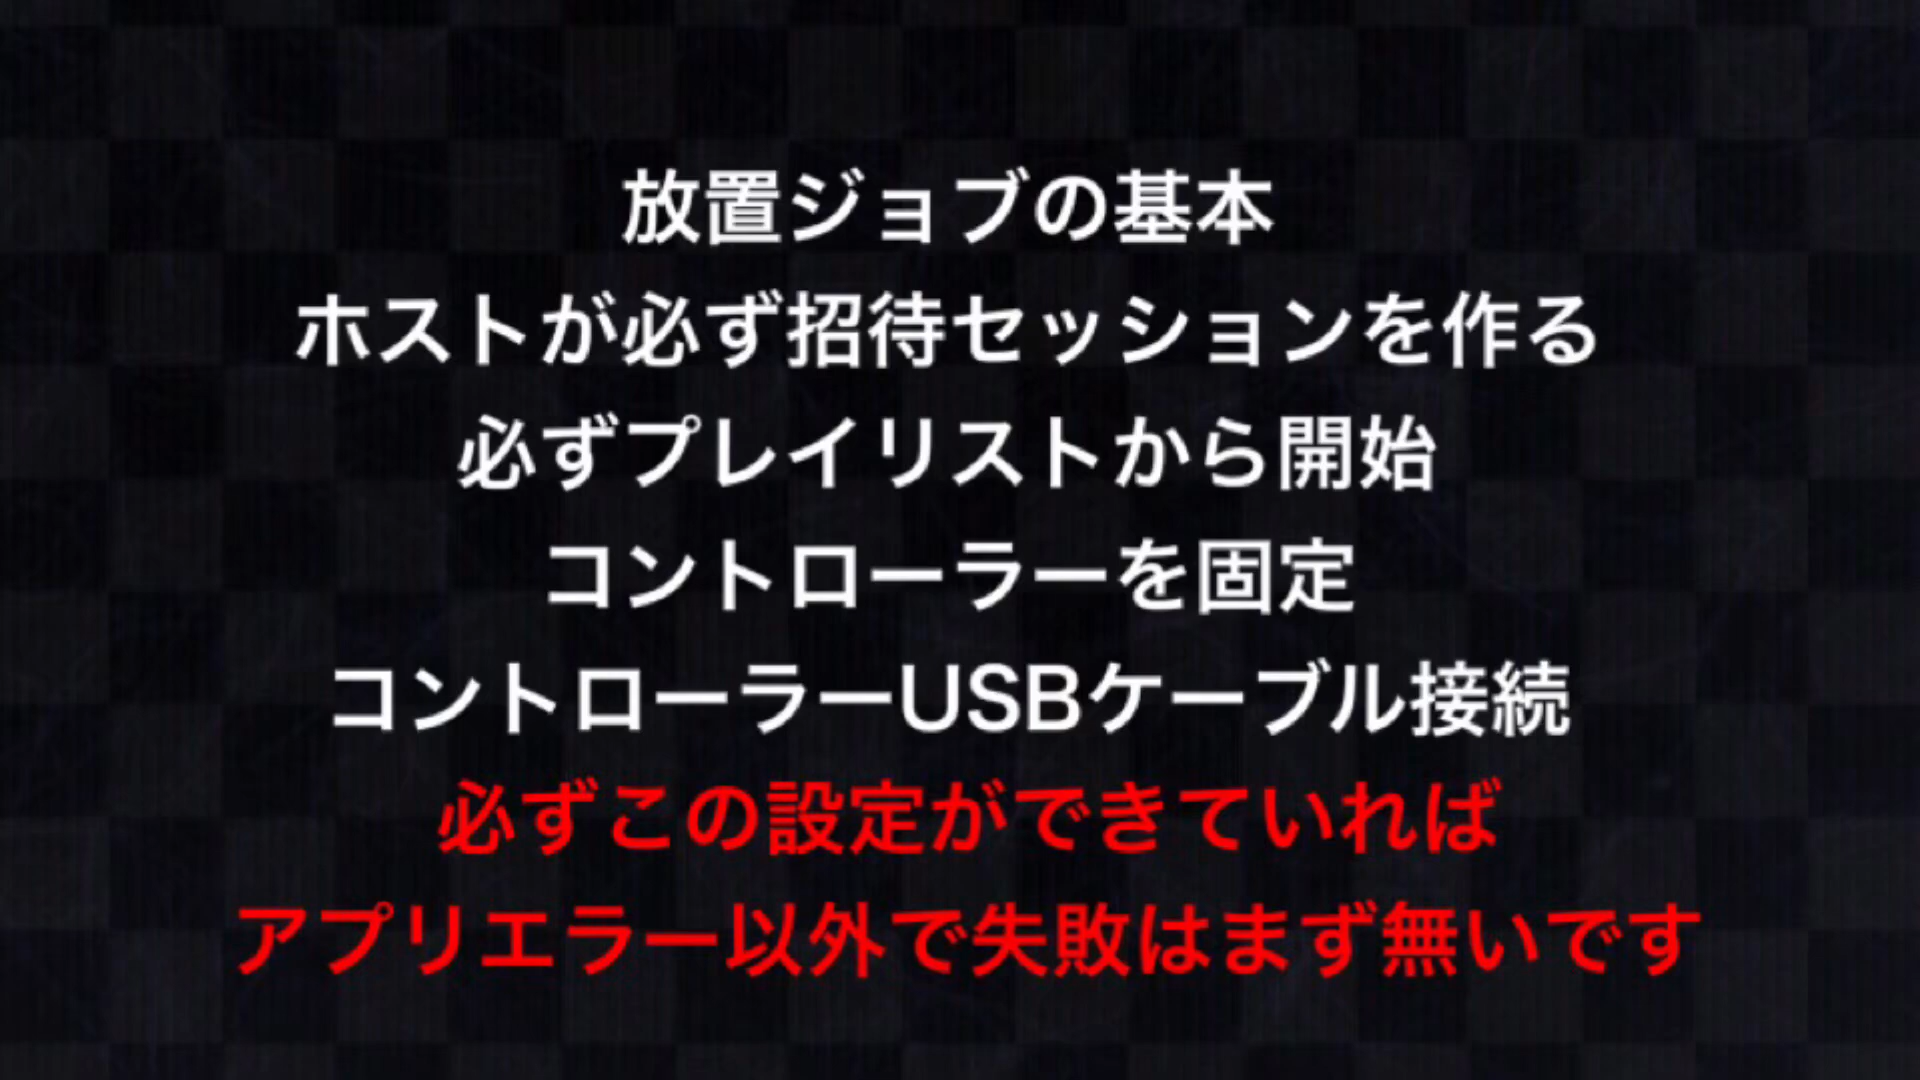 放置ジョブの基本
ホストが必ず招待セッションを作る
必ずプレイリストから開始
コントローラーを固定
コントローラーUSBケーブル接続
必ずこの設定ができていれば
アプリエラー以外で失敗はまず無いです